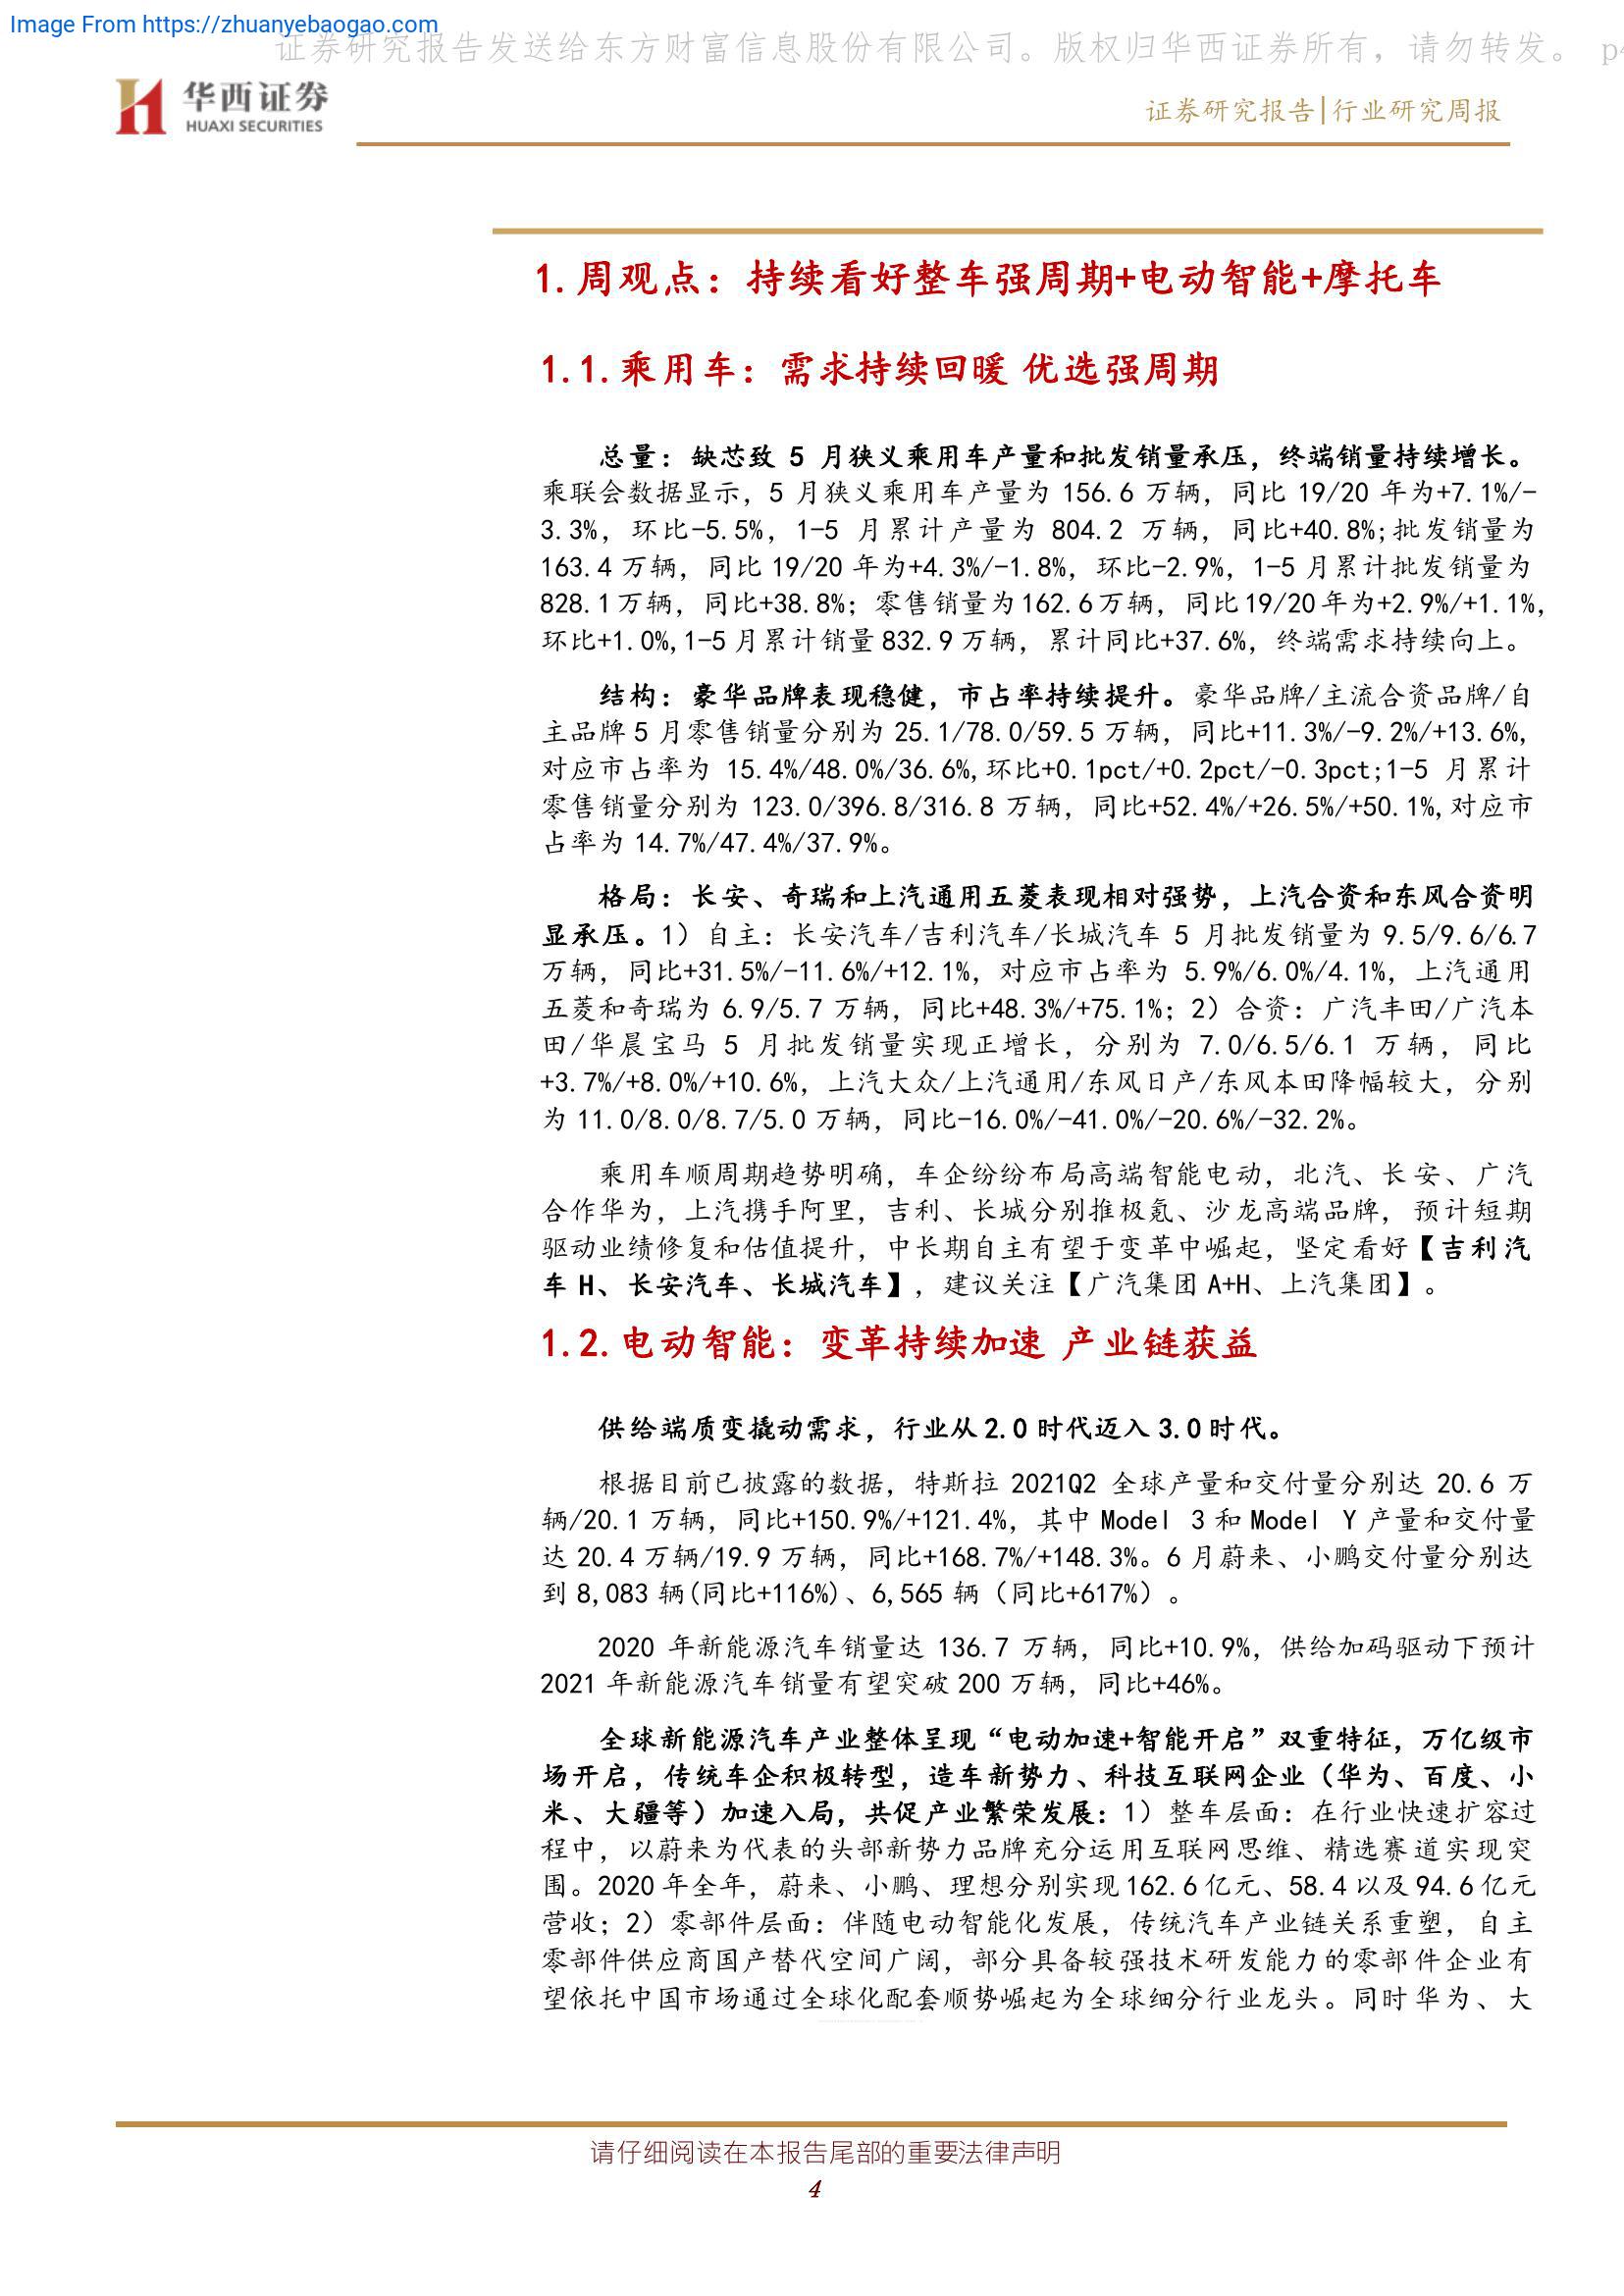 Image From https://zhuanyebaogao.com
证券研究报告发送给东方财富信息股份有限公司。版权归华西证券所有，请勿转发。 p4
华西证券
HUAXI SECURITIES
证券研究报告|行业研究周报
1.周观点：持续看好整车强周期+电动智能+摩托车
1.1.乘用车：需求持续回暖 优选强周期
总量：缺芯致 5 月狭义乘用车产量和批发销量承压，终端销量持续增长。
乘联会数据显示，5 月狭义乘用车产量为 156.6 万辆，同比 19/20 年为+7.1%/-
3.3%，环比-5.5%，1-5 月累计产量为 804.2 万辆，同比+40.8%;批发销量为
163.4 万辆，同比 19/20 年为+4.3%/-1.8%，环比-2.9%，1-5 月累计批发销量为
828.1 万辆，同比+38.8%；零售销量为 162.6 万辆，同比 19/20 年为+2.9%/+1.1%，
环比+1.0%,1-5 月累计销量 832.9 万辆，累计同比+37.6%，终端需求持续向上。
结构：豪华品牌表现稳健，市占率持续提升。豪华品牌/主流合资品牌/自
主品牌 5 月零售销量分别为 25.1/78.0/59.5 万辆，同比+11.3%/-9.2%/+13.6%,
对应市占率为 15.4%/48.0%/36.6%,环比+0.1pct/+0.2pct/-0.3pct;1-5 月累计
零售销量分别为 123.0/396.8/316.8 万辆，同比+52.4%/+26.5%/+50.1%,对应市
占率为 14.7%/47.4%/37.9%。
格局：长安、奇瑞和上汽通用五菱表现相对强势，上汽合资和东风合资明
显承压。1）自主：长安汽车/吉利汽车/长城汽车 5 月批发销量为 9.5/9.6/6.7
万辆，同比+31.5%/-11.6%/+12.1%，对应市占率为 5.9%/6.0%/4.1%，上汽通用
五菱和奇瑞为 6.9/5.7 万辆，同比+48.3%/+75.1%；2）合资：广汽丰田/广汽本
田/华晨宝马 5 月批发销量实现正增长，分别为 7.0/6.5/6.1 万辆，同比
+3.7%/+8.0%/+10.6%，上汽大众/上汽通用/东风日产/东风本田降幅较大，分别
为 11.0/8.0/8.7/5.0 万辆，同比-16.0%/-41.0%/-20.6%/-32.2%。
乘用车顺周期趋势明确，车企纷纷布局高端智能电动，北汽、长安、广汽
合作华为，上汽携手阿里，吉利、长城分别推极氪、沙龙高端品牌，预计短期
驱动业绩修复和估值提升，中长期自主有望于变革中崛起，坚定看好【吉利汽
车 H、长安汽车、长城汽车】，建议关注【广汽集团 A+H、上汽集团】。
1.2.电动智能：变革持续加速 产业链获益
供给端质变撬动需求，行业从 2.0 时代迈入 3.0 时代。
根据目前已披露的数据，特斯拉 2021Q2 全球产量和交付量分别达 20.6 万
辆/20.1 万辆，同比+150.9%/+121.4%，其中 Model 3 和 Model Y 产量和交付量
达 20.4 万辆/19.9 万辆，同比+168.7%/+148.3%。6 月蔚来、小鹏交付量分别达
到 8,083 辆(同比+116%)、6,565 辆（同比+617%）。
2020 年新能源汽车销量达 136.7 万辆，同比+10.9%，供给加码驱动下预计
2021 年新能源汽车销量有望突破 200 万辆，同比+46%。
全球新能源汽车产业整体呈现“电动加速+智能开启”双重特征，万亿级市
场开启，传统车企积极转型，造车新势力、科技互联网企业（华为、百度、小
米、大疆等）加速入局，共促产业繁荣发展：1）整车层面：在行业快速扩容过
程中，以蔚来为代表的头部新势力品牌充分运用互联网思维、精选赛道实现突
围。2020 年全年，蔚来、小鹏、理想分别实现 162.6 亿元、58.4 以及 94.6 亿元
营收；2）零部件层面：伴随电动智能化发展，传统汽车产业链关系重塑，自主
零部件供应商国产替代空间广阔，部分具备较强技术研发能力的零部件企业有
望依托中国市场通过全球化配套顺势崛起为全球细分行业龙头。同时华为、大
请仔细阅读在本报告尾部的重要法律声明
4